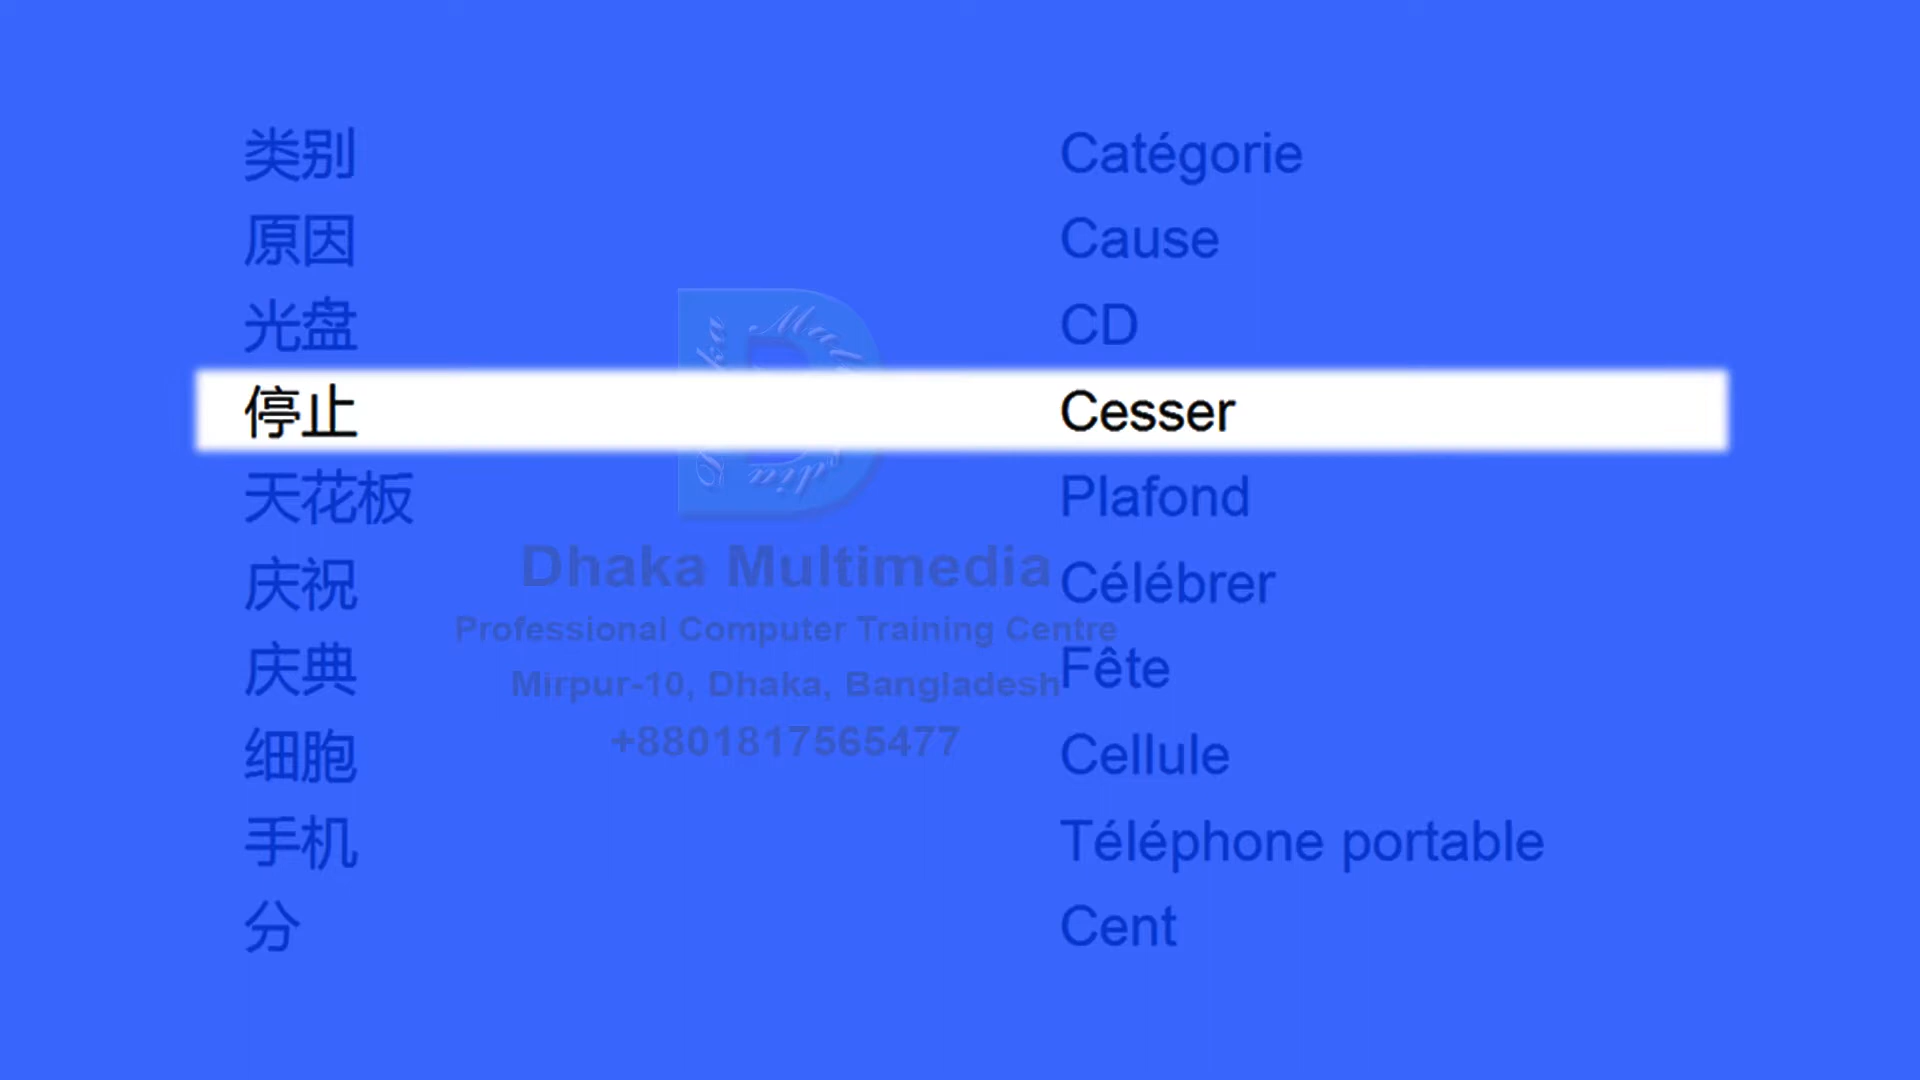 类别 Catégorie
原因 Cause
光盘 CD
停止 Cesser
天花板 Plafond
庆祝 Célébrer
庆典 Fête
细胞 Cellule
手机 Téléphone portable
分 Cent
Dhaka Multimedia
Professional Computer Training Centre
Mirpur-10, Dhaka, Bangladesh
+8801817565477